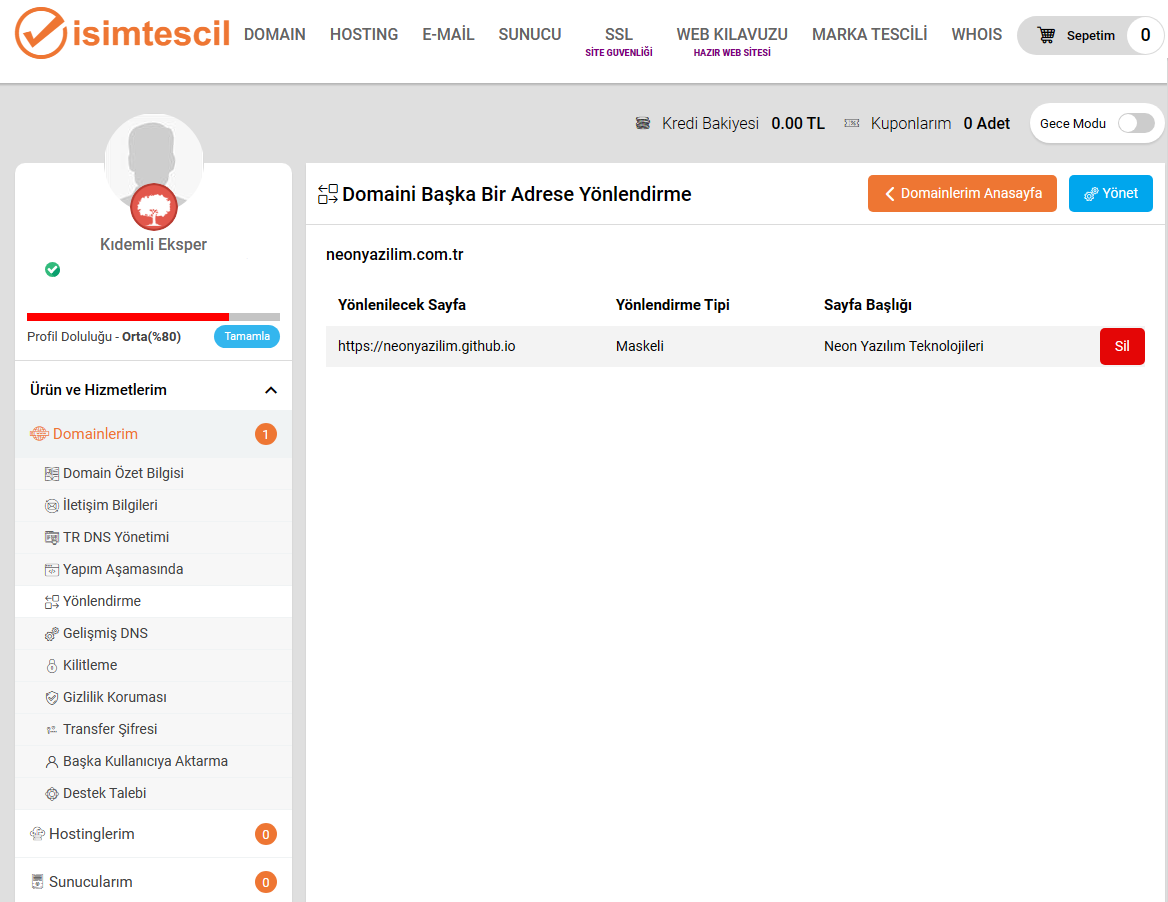 isimtescil
DOMAIN HOSTING E-MAİL SUNUCU SSL WEB KILAVUZU MARKA TESCİLİ WHOIS Sepetim 0
SİTE GUVENLİĞİ HAZIR WEB SİTESİ
Kredi Bakiyesi 0.00 TL Kuponlarım 0 Adet Gece Modu
Kıdemli Eksper
Profil Doluluğu - Orta(%80) Tamamla
Ürün ve Hizmetlerim
Domainlerim 1
Domain Özet Bilgisi
İletişim Bilgileri
TR DNS Yönetimi
Yapım Aşamasında
Yönlendirme
Gelişmiş DNS
Kilitleme
Gizlilik Koruması
Transfer Şifresi
Başka Kullanıcıya Aktarma
Destek Talebi
Hostinglerim 0
Sunucularım 0
Domaini Başka Bir Adrese Yönlendirme Domainlerim Anasayfa Yönet
neonyazilim.com.tr
Yönlenilecek Sayfa Yönlendirme Tipi Sayfa Başlığı
https://neonyazilim.github.io Maskeli Neon Yazılım Teknolojileri Sil